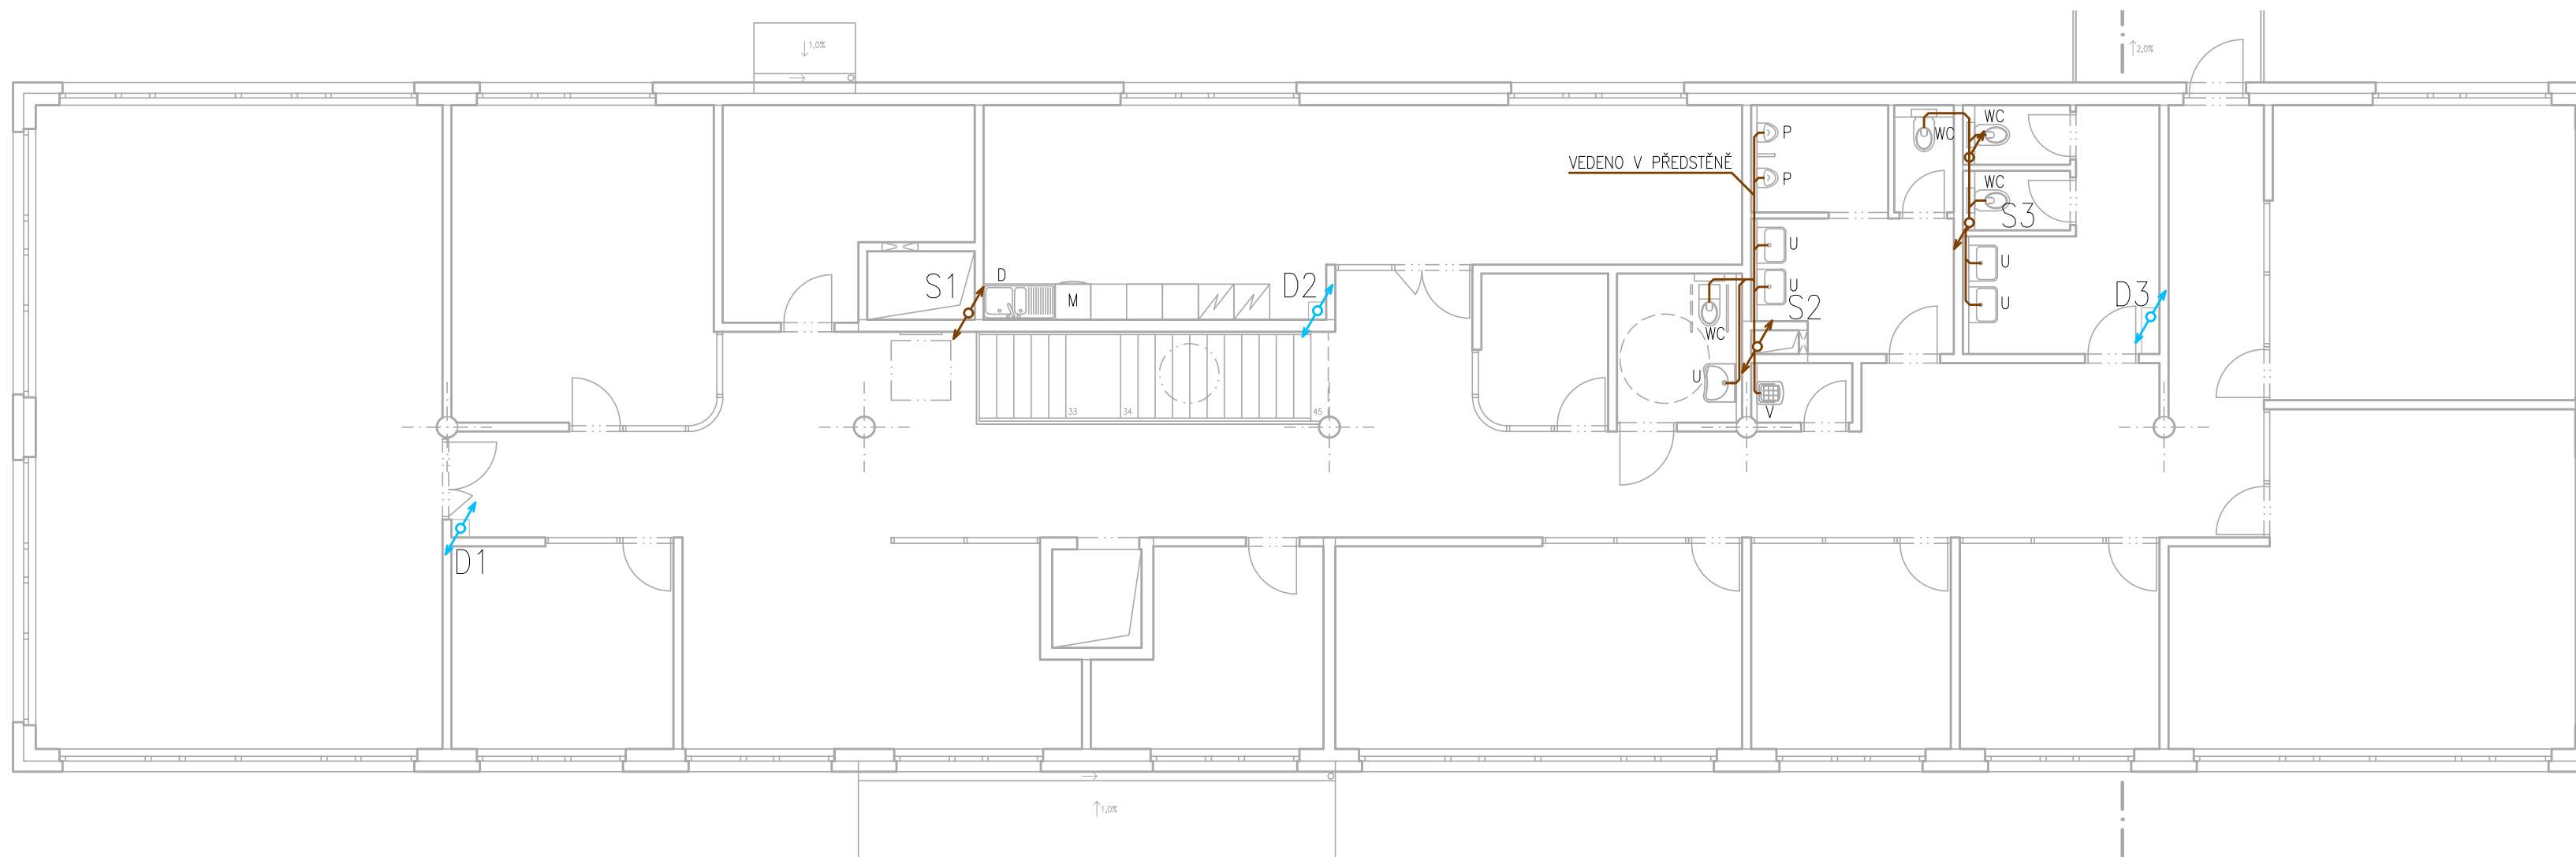 1,0%
2,0%
WC
WC
P
VEDENO V PŘEDSTĚNĚ
P
WC
S3
U
U
U
U
S1
D
M
D2
S2
D3
WC
U
V
33
34
45
D1
1,0%